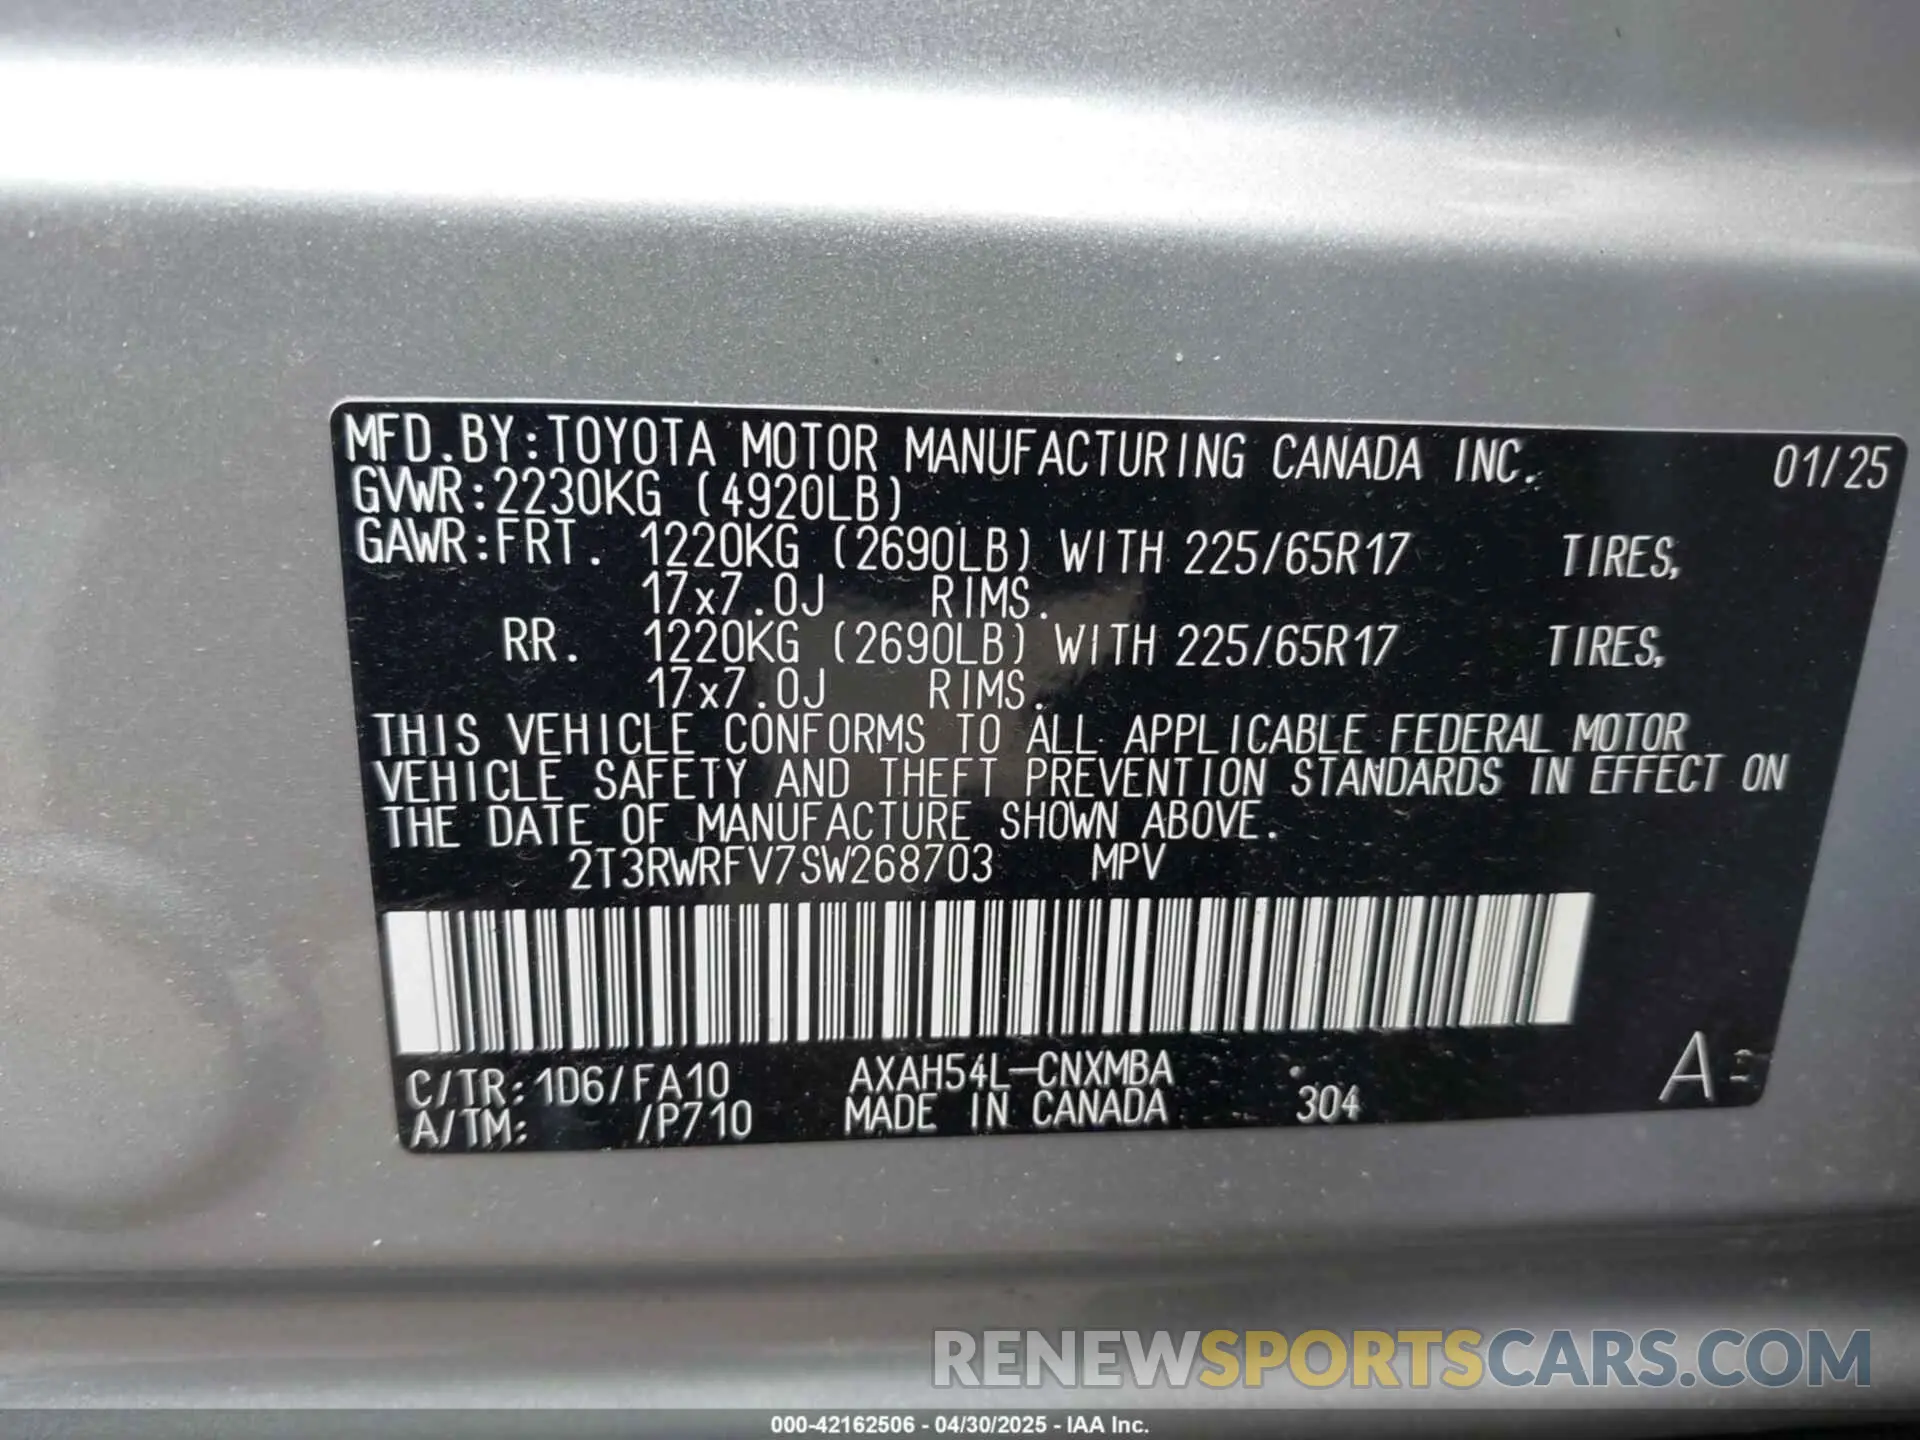 MFD.BY:TOYOTA MOTOR MANUFACTURING CANADA INC. 01/25
GVWR:2230KG (4920LB)
GAWR:FRT. 1220KG (2690LB) WITH 225/65R17 TIRES,
17x7.0J RIMS.
RR. 1220KG (2690LB) WITH 225/65R17 TIRES,
17x7.0J RIMS.
THIS VEHICLE CONFORMS TO ALL APPLICABLE FEDERAL MOTOR
VEHICLE SAFETY AND THEFT PREVENTION STANDARDS IN EFFECT ON
THE DATE OF MANUFACTURE SHOWN ABOVE.
2T3RWRFV7SW268703 MPV
C/TR:1D6/FA10 AXAH54L-CNXMBA
A/TM: /P710 MADE IN CANADA 304 A
RENEWSPORTSCARS.COM
000-42162506 - 04/30/2025 - IAA Inc.